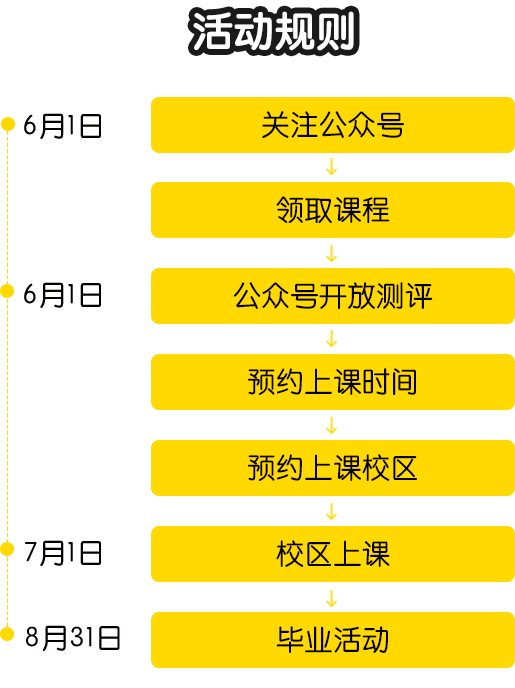 活动规则
6月1日
关注公众号
领取课程
6月1日
公众号开放测评
预约上课时间
预约上课校区
7月1日
校区上课
8月31日
毕业活动